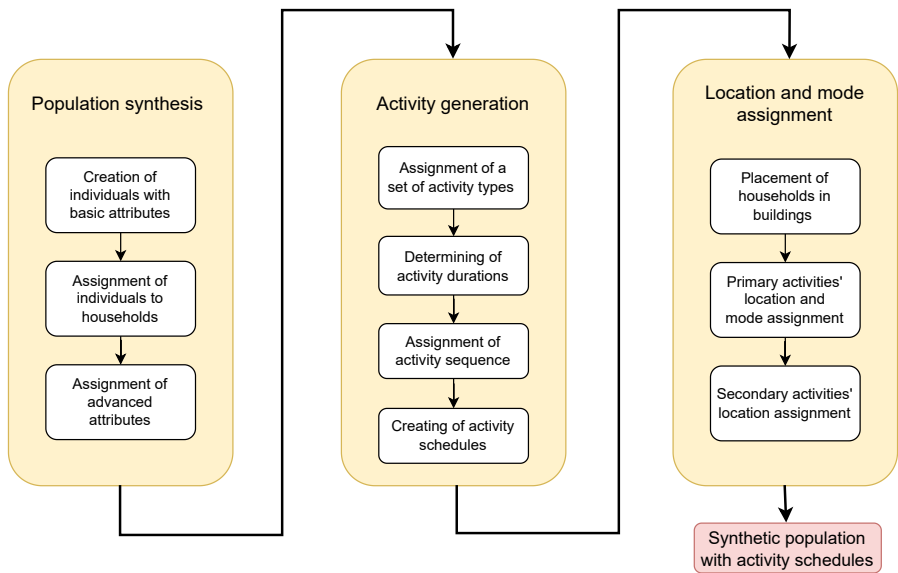 Population synthesis
Creation of
individuals with
basic attributes
Assignment of
individuals to
households
Assignment of
advanced
attributes
Activity generation
Assignment of a
set of activity types
Determining of
activity durations
Assignment of
activity sequence
Creating of activity
schedules
Location and mode
assignment
Placement of
households in
buildings
Primary activities'
location and
mode assignment
Secondary activities'
location assignment
Synthetic population
with activity schedules